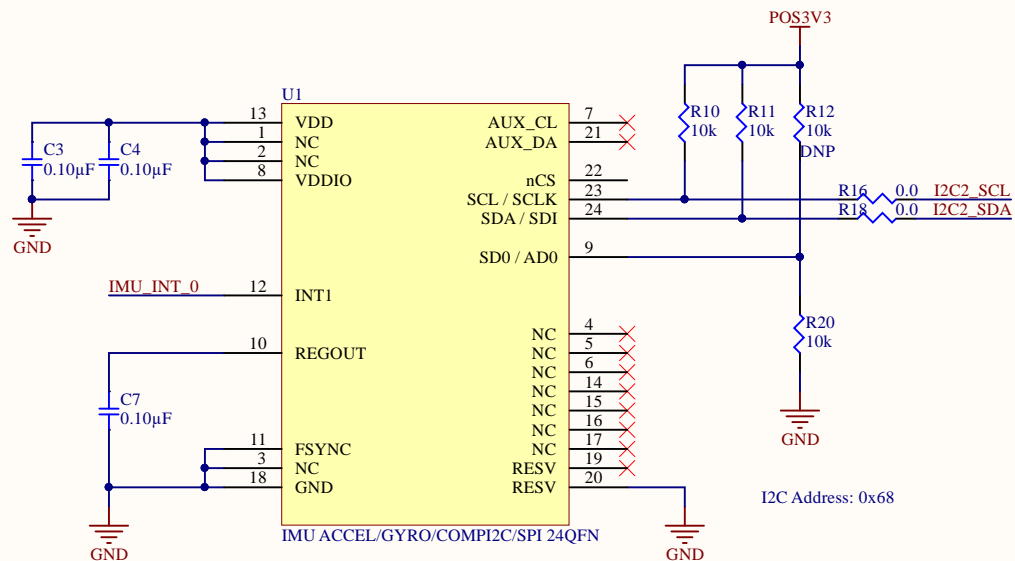 POS3V3
U1
13 VDD
1 NC
2 NC
8 VDDIO
AUX_CL 7
AUX_DA 21
nCS 22
SCL / SCLK 23
SDA / SDI 24
SD0 / AD0 9
C3
0.10µF
C4
0.10µF
GND
R10
10k
R11
10k
R12
10k
DNP
R16 0.0 I2C2_SCL
R18 0.0 I2C2_SDA
IMU_INT_0 12 INT1
10 REGOUT
C7
0.10µF
11 FSYNC
3 NC
18 GND
NC 4
NC 5
NC 6
NC 14
NC 15
NC 16
NC 17
RESV 19
RESV 20
R20
10k
GND
I2C Address: 0x68
IMU ACCEL/GYRO/COMPI2C/SPI 24QFN
GND
GND